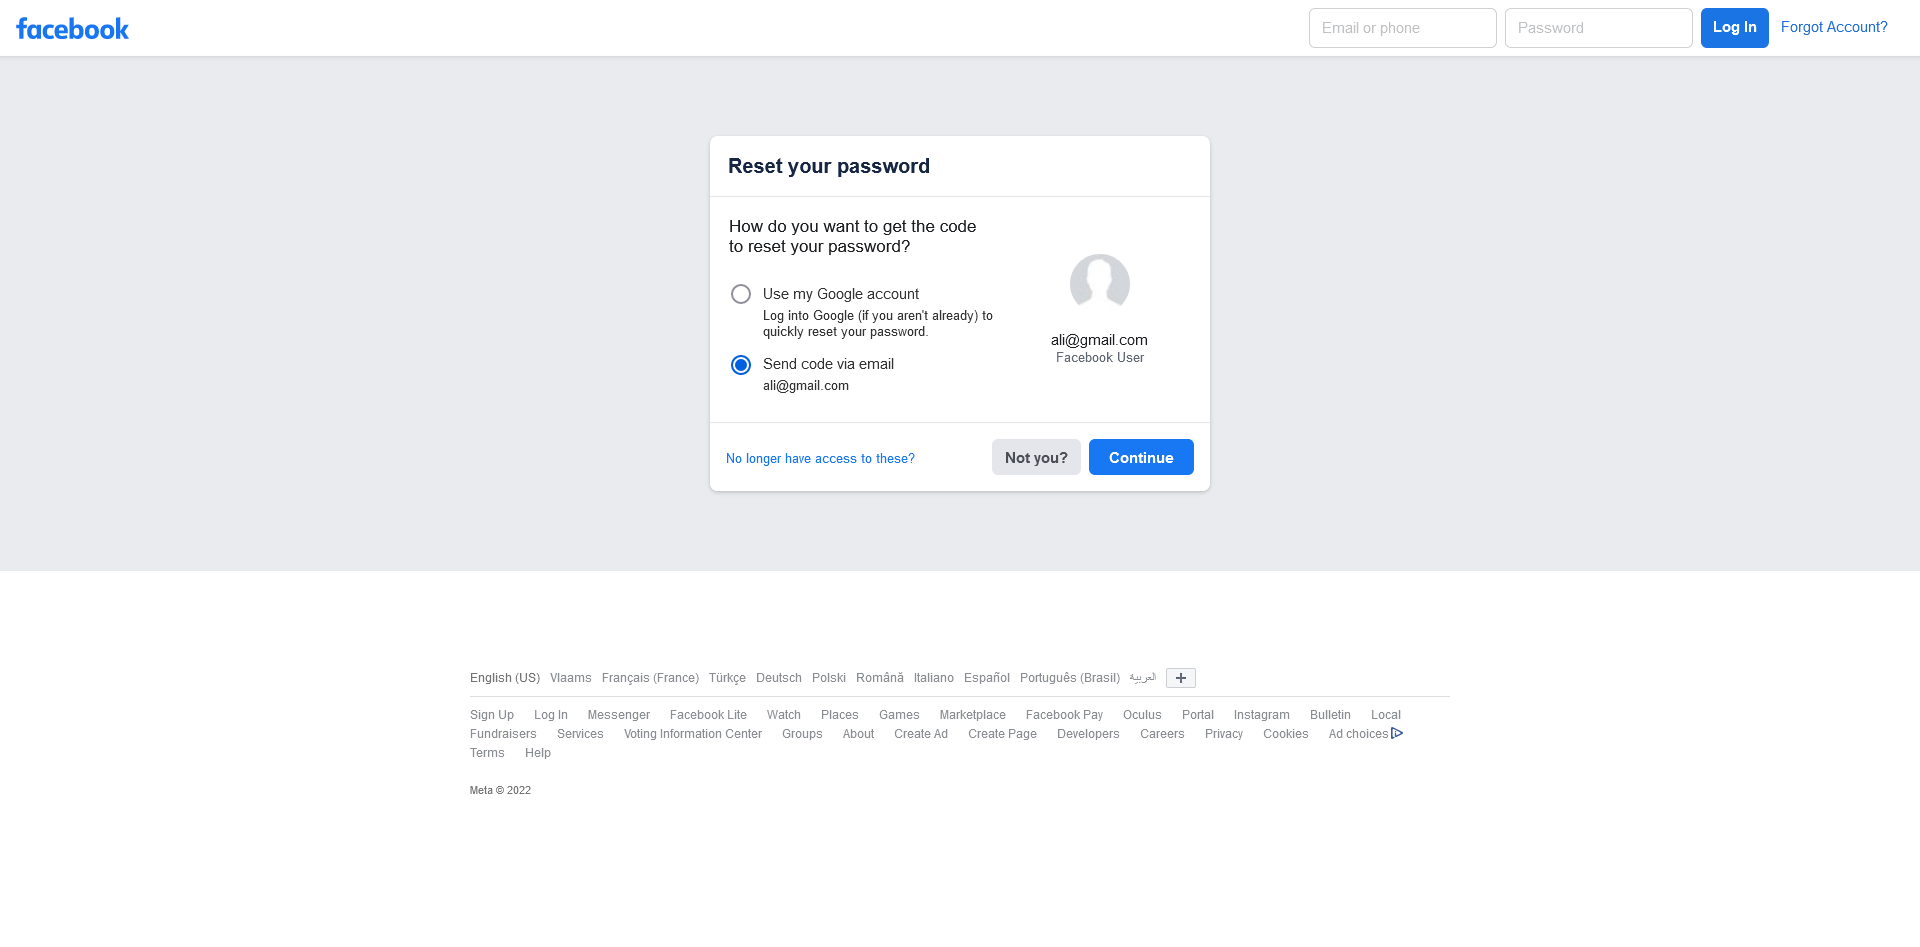 facebook
Email or phone Password Log In Forgot Account?
Reset your password
How do you want to get the code
to reset your password?
Use my Google account
Log into Google (if you aren't already) to
quickly reset your password.
Send code via email
ali@gmail.com
ali@gmail.com
Facebook User
No longer have access to these? Not you? Continue
English (US) Vlaams Français (France) Türkçe Deutsch Polski Română Italiano Español Português (Brasil) العربية +
Sign Up Log In Messenger Facebook Lite Watch Places Games Marketplace Facebook Pay Oculus Portal Instagram Bulletin Local
Fundraisers Services Voting Information Center Groups About Create Ad Create Page Developers Careers Privacy Cookies Ad choices
Terms Help
Meta © 2022